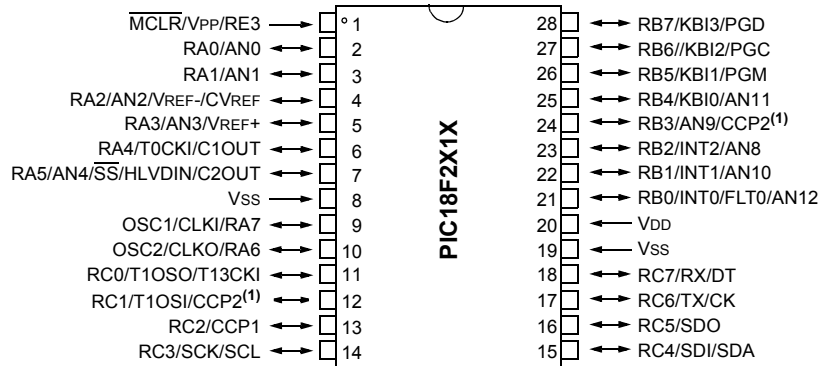 MCLR/VPP/RE3 1 28 RB7/KBI3/PGD
RA0/AN0 2 27 RB6//KBI2/PGC
RA1/AN1 3 26 RB5/KBI1/PGM
RA2/AN2/VREF-/CVREF 4 25 RB4/KBI0/AN11
RA3/AN3/VREF+ 5 24 RB3/AN9/CCP2(1)
RA4/T0CKI/C1OUT 6 23 RB2/INT2/AN8
RA5/AN4/SS/HLVDIN/C2OUT 7 22 RB1/INT1/AN10
VSS 8 21 RB0/INT0/FLT0/AN12
OSC1/CLKI/RA7 9 20 VDD
OSC2/CLKO/RA6 10 19 VSS
RC0/T1OSO/T13CKI 11 18 RC7/RX/DT
RC1/T1OSI/CCP2(1) 12 17 RC6/TX/CK
RC2/CCP1 13 16 RC5/SDO
RC3/SCK/SCL 14 15 RC4/SDI/SDA
PIC18F2X1X